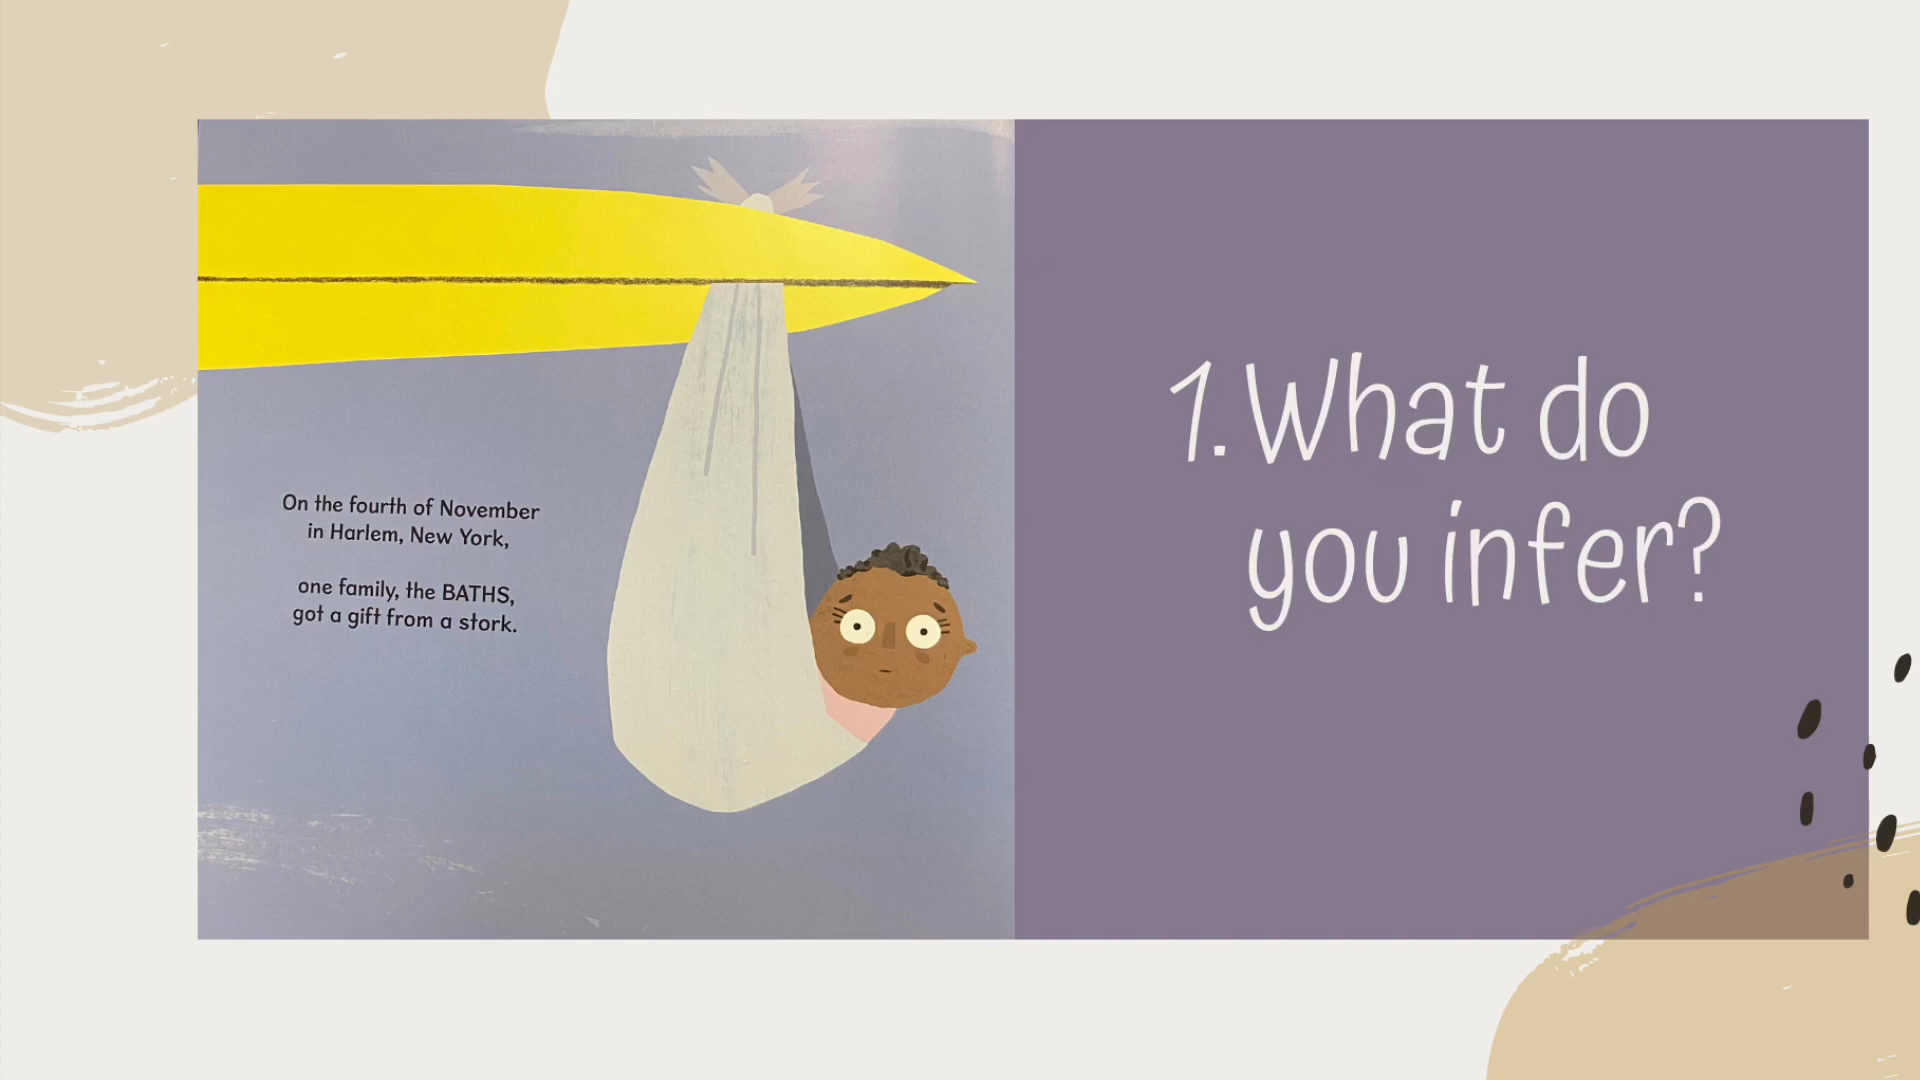 On the fourth of November
in Harlem, New York,
one family, the BATHS,
got a gift from a stork.
1. What do
you infer?